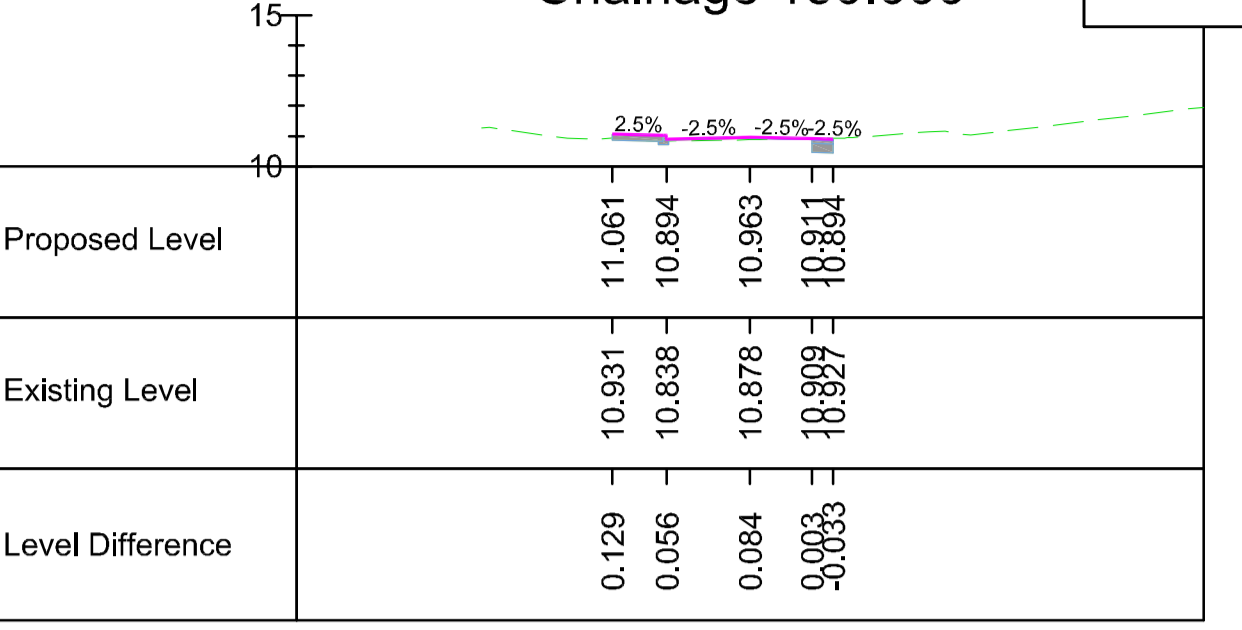 15
2.5% -2.5% -2.5% -2.5%
10
Proposed Level 11.061 10.894 10.963 10.911 10.894
Existing Level 10.931 10.838 10.878 10.909 10.927
Level Difference 0.129 0.056 0.084 0.003 -0.033